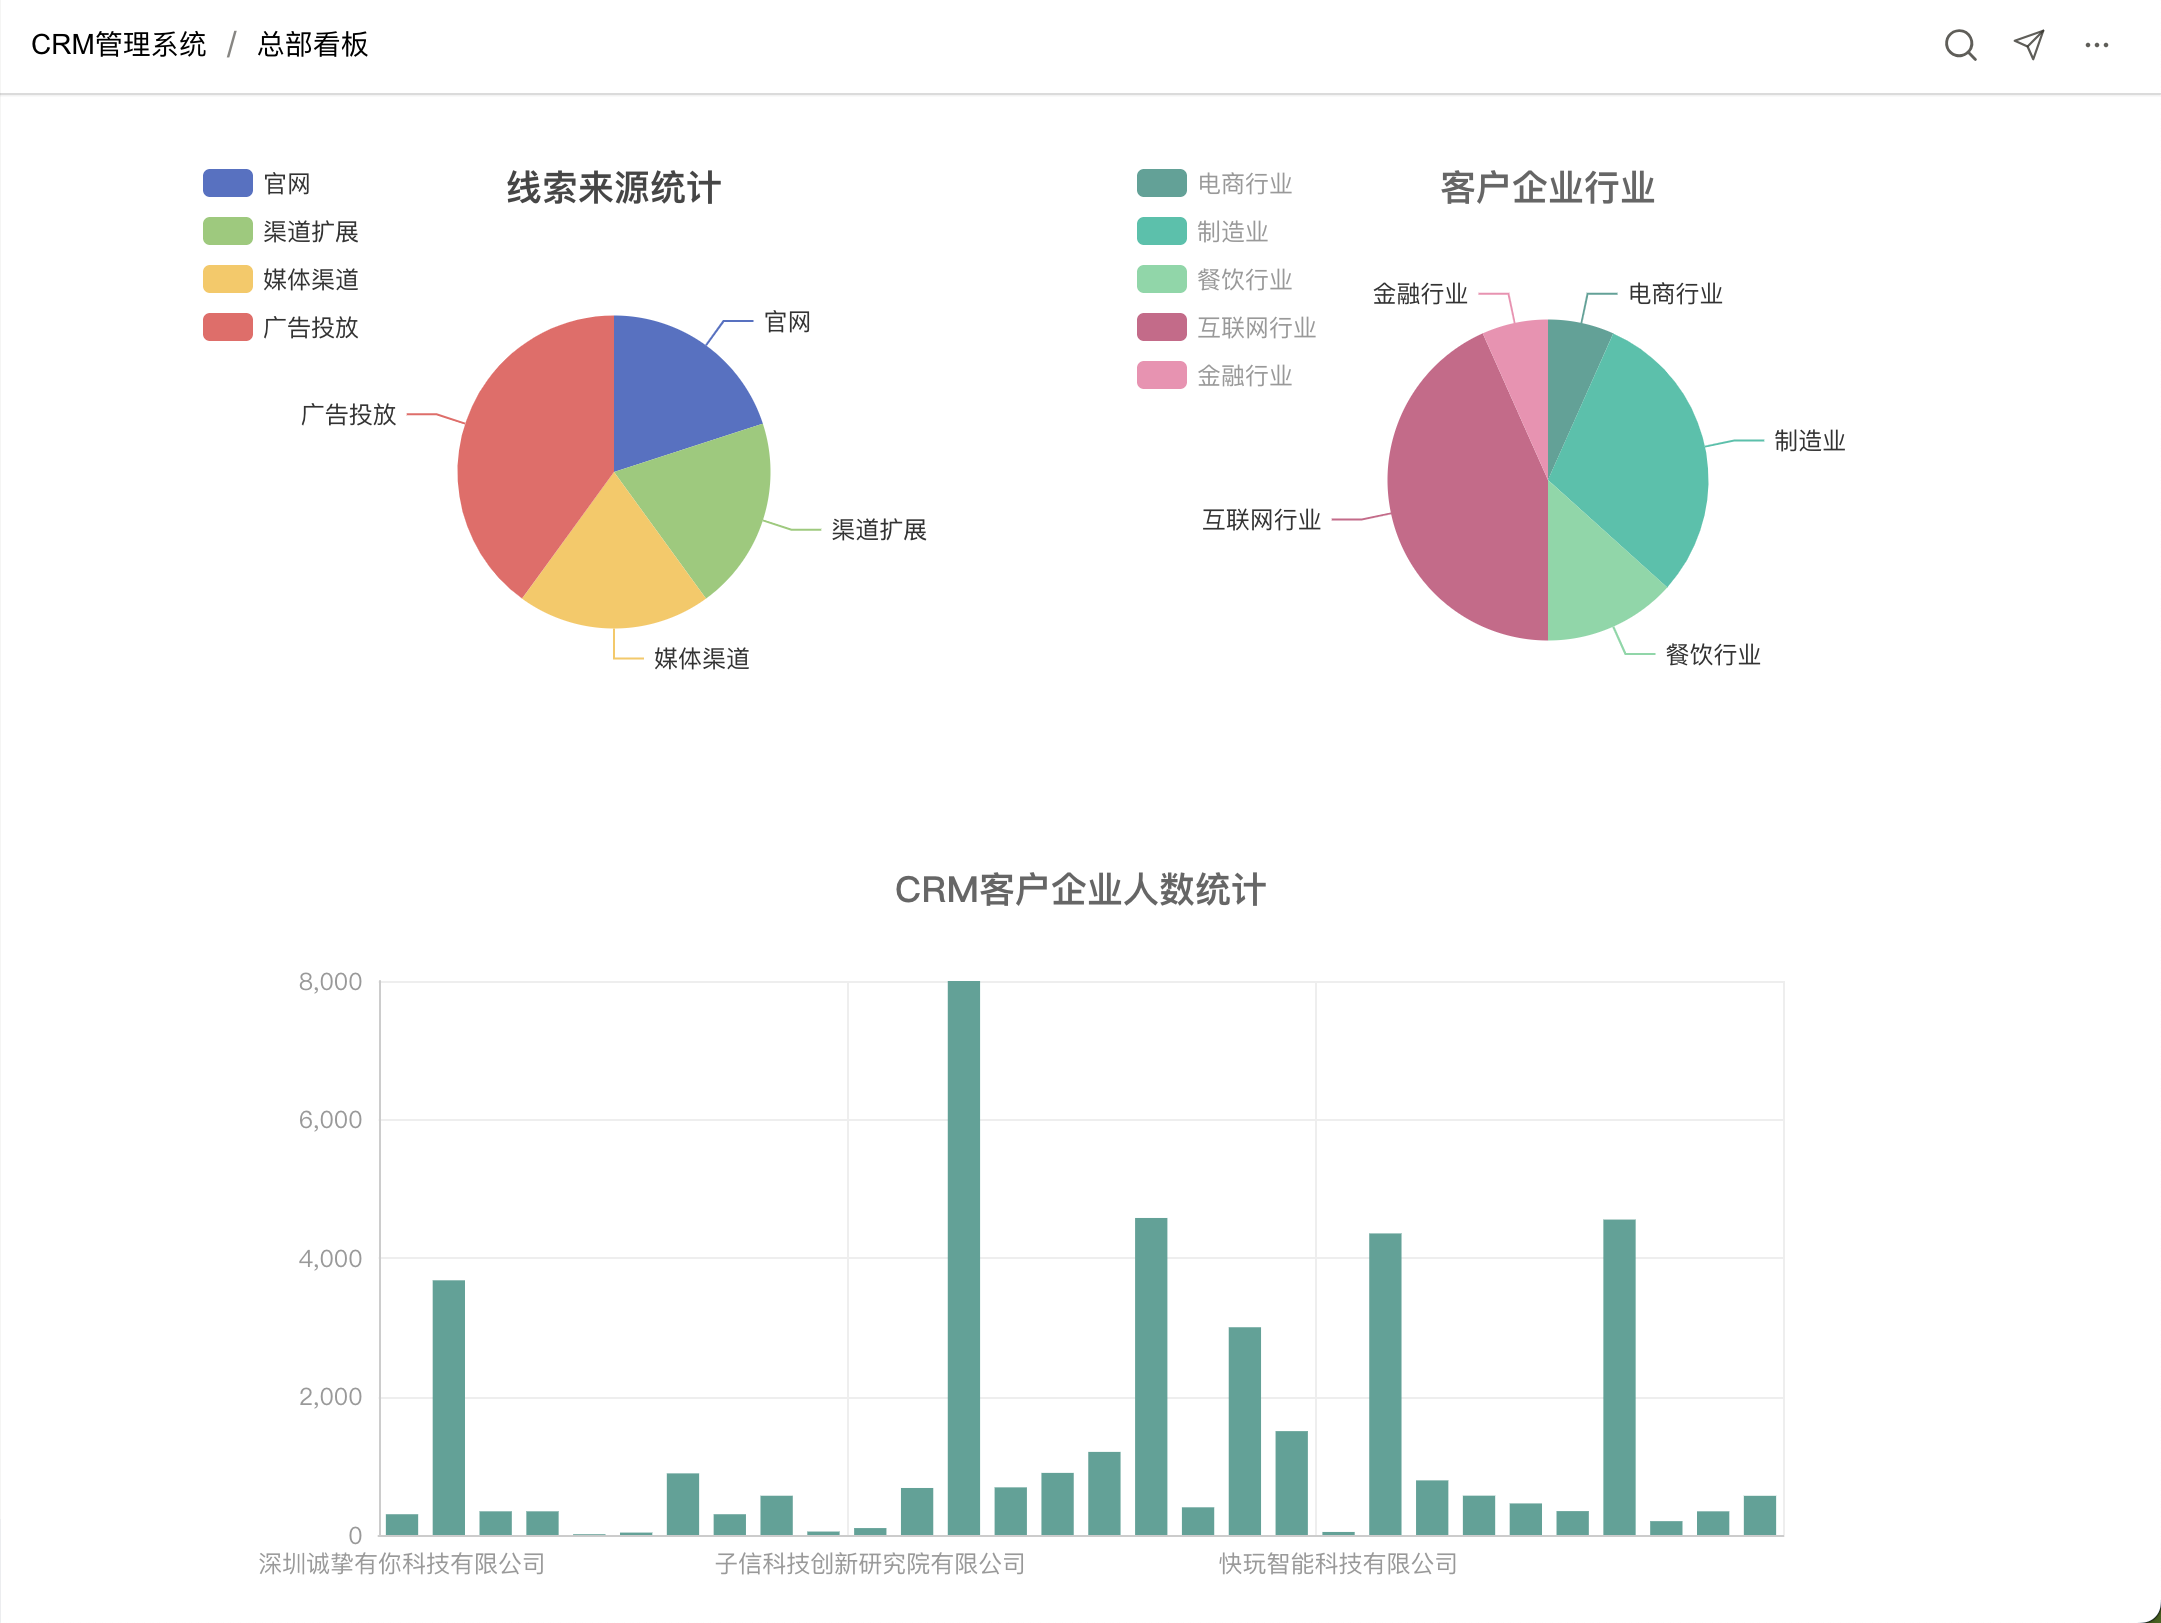 CRM管理系统 / 总部看板
线索来源统计
官网
渠道扩展
媒体渠道
广告投放
官网
广告投放
渠道扩展
媒体渠道
客户企业行业
电商行业
制造业
餐饮行业
互联网行业
金融行业
金融行业
电商行业
制造业
互联网行业
餐饮行业
CRM客户企业人数统计
8,000
6,000
4,000
2,000
0
深圳诚挚有你科技有限公司
子信科技创新研究院有限公司
快玩智能科技有限公司